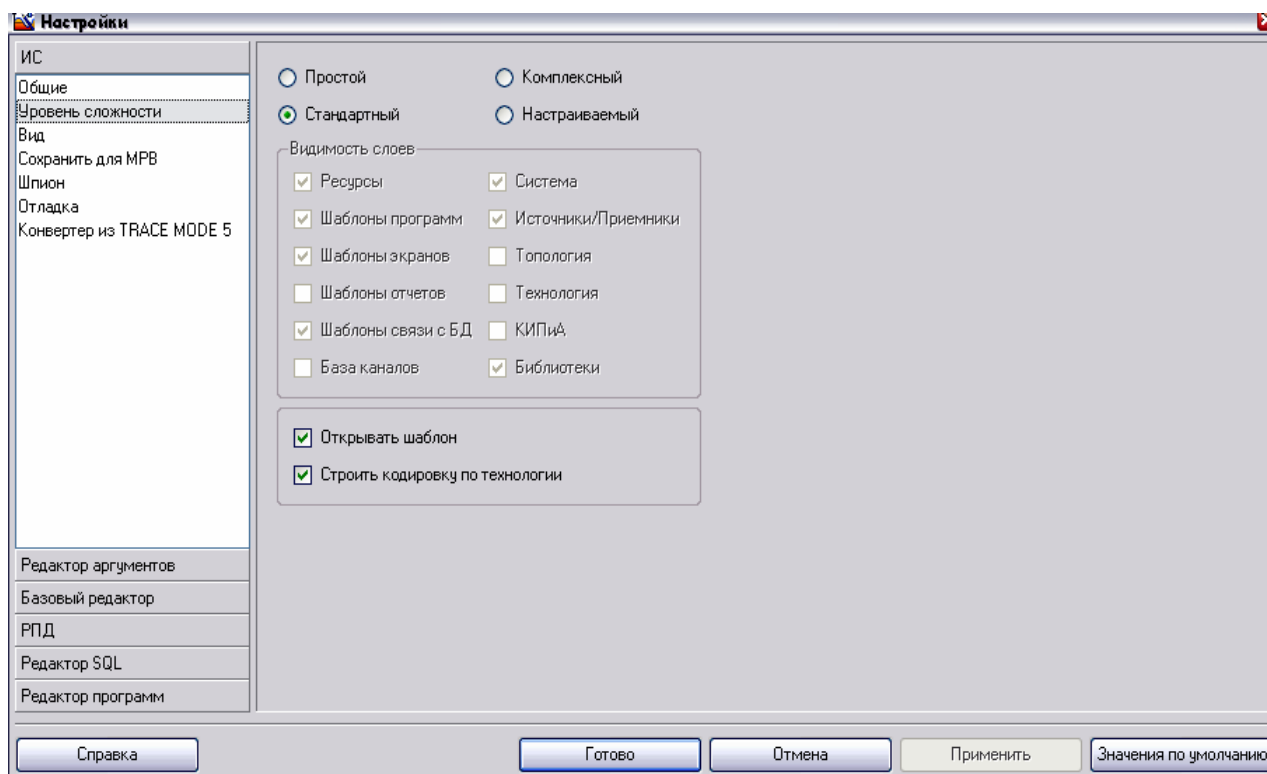 Настройки
ИС
Общие
Уровень сложности
Вид
Сохранить для МРВ
Шпион
Отладка
Конвертер из TRACE MODE 5
Редактор аргументов
Базовый редактор
РПД
Редактор SQL
Редактор программ
Простой Комплексный
Стандартный Настраиваемый
Видимость слоев
Ресурсы Система
Шаблоны программ Источники/Приемники
Шаблоны экранов Топология
Шаблоны отчетов Технология
Шаблоны связи с БД КИПиА
База каналов Библиотеки
Открывать шаблон
Строить кодировку по технологии
Справка Готово Отмена Применить Значения по умолчанию